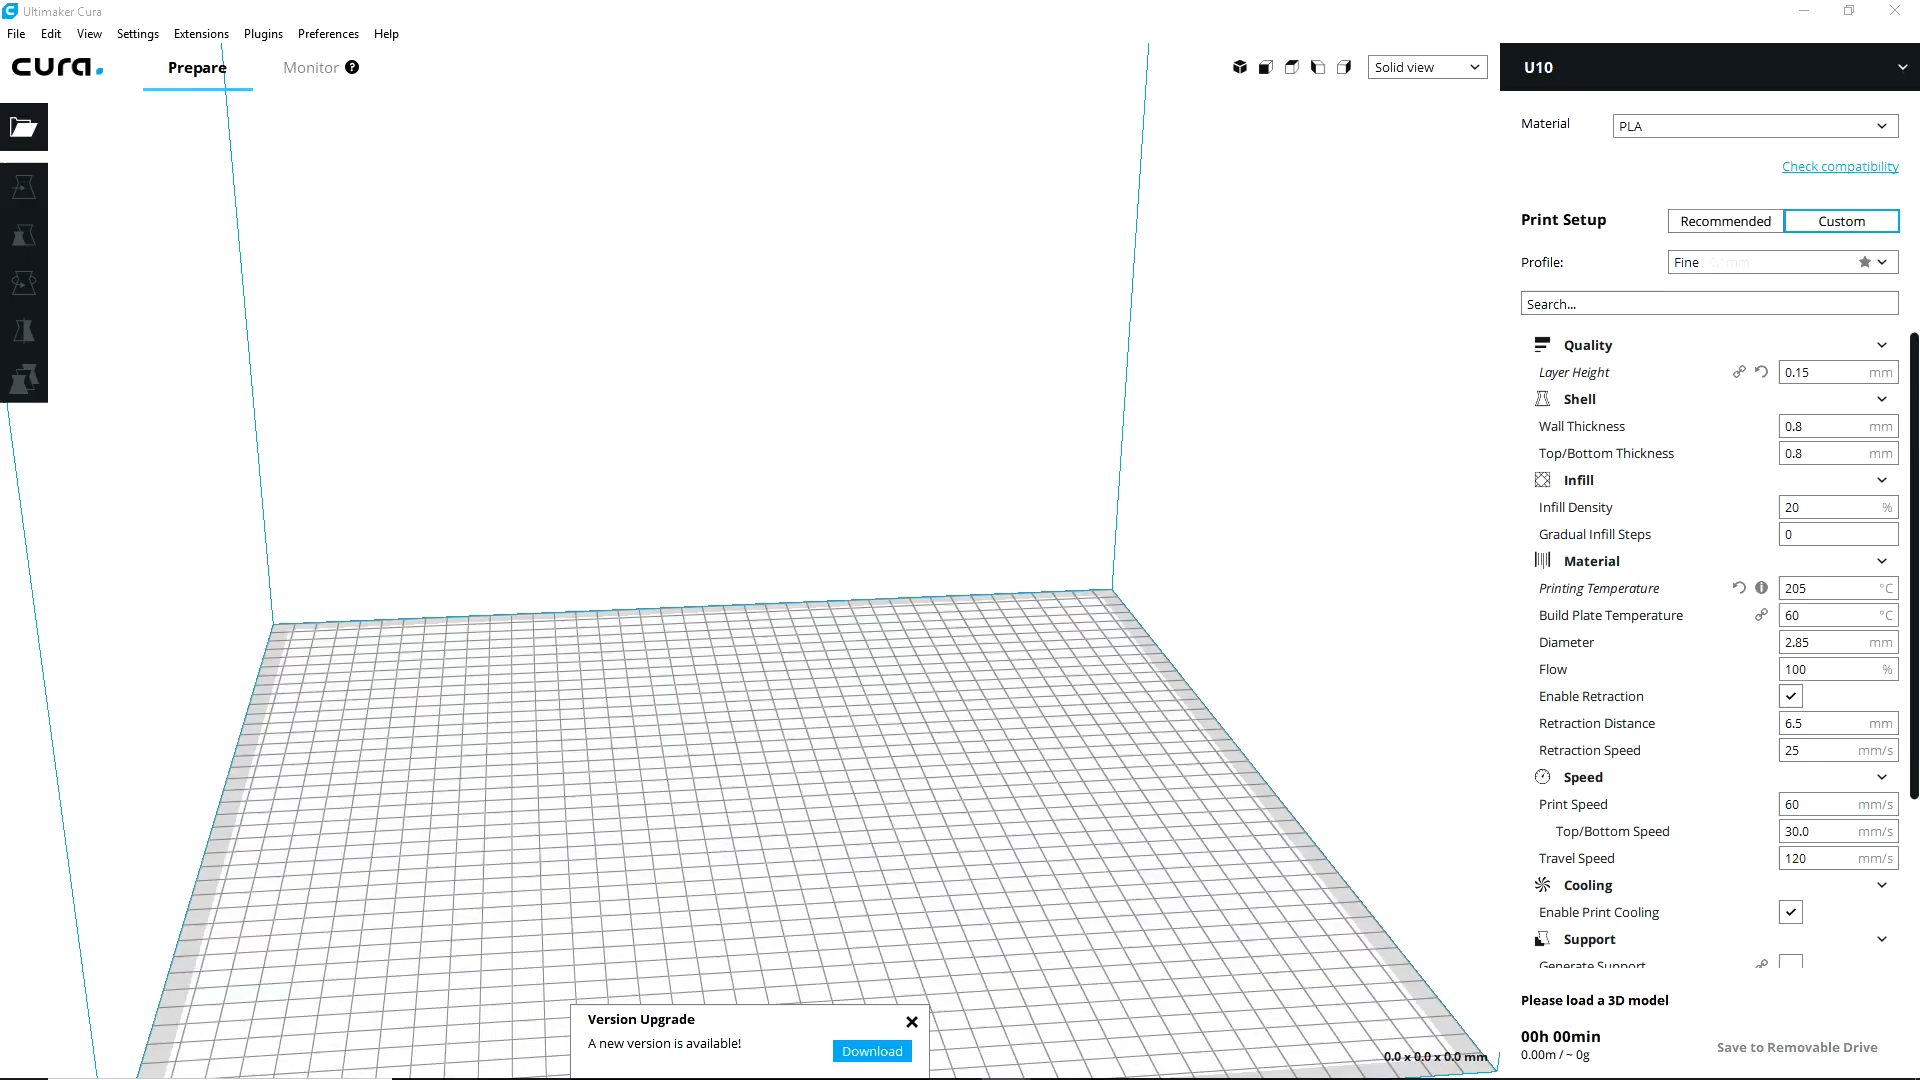 Ultimaker Cura
File Edit View Settings Extensions Plugins Preferences Help
cura. Prepare Monitor ? Solid view U10
Material PLA
Check compatibility
Print Setup Recommended Custom
Profile: Fine 0.1mm
Search...
Quality
Layer Height 0.15 mm
Shell
Wall Thickness 0.8 mm
Top/Bottom Thickness 0.8 mm
Infill
Infill Density 20 %
Gradual Infill Steps 0
Material
Printing Temperature 205 °C
Build Plate Temperature 60 °C
Diameter 2.85 mm
Flow 100 %
Enable Retraction
Retraction Distance 6.5 mm
Retraction Speed 25 mm/s
Speed
Print Speed 60 mm/s
Top/Bottom Speed 30.0 mm/s
Travel Speed 120 mm/s
Cooling
Enable Print Cooling
Support
Generate Support
Please load a 3D model
00h 00min
0.00m / ~ 0g
Save to Removable Drive
Version Upgrade
A new version is available!
Download
0.0 x 0.0 x 0.0 mm